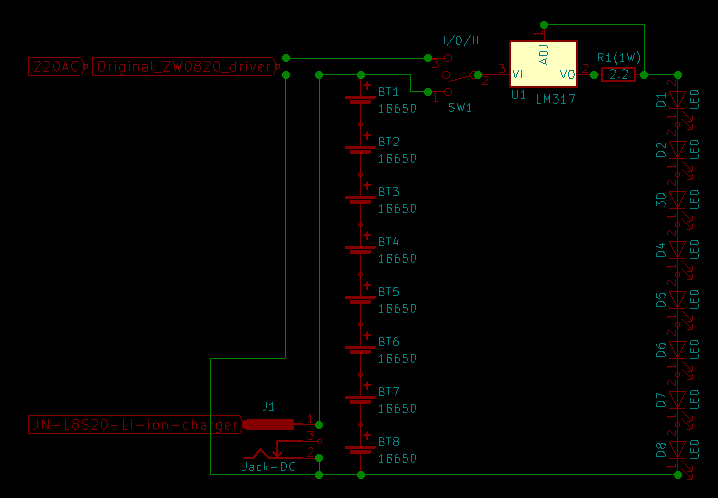 I/O/II
220AC
Original_ZW0820_driver
3
1
2
SW1
3
VI
ADJ
1
VO
2
U1
LM317
R1(1W)
2.2
BT1
18650
BT2
18650
BT3
18650
BT4
18650
BT5
18650
BT6
18650
BT7
18650
BT8
18650
D1
LED
D2
LED
3D
LED
D4
LED
D5
LED
D6
LED
D7
LED
D8
LED
J1
JN-L8S20-Li-ion-charger
1
3
2
Jack-DC